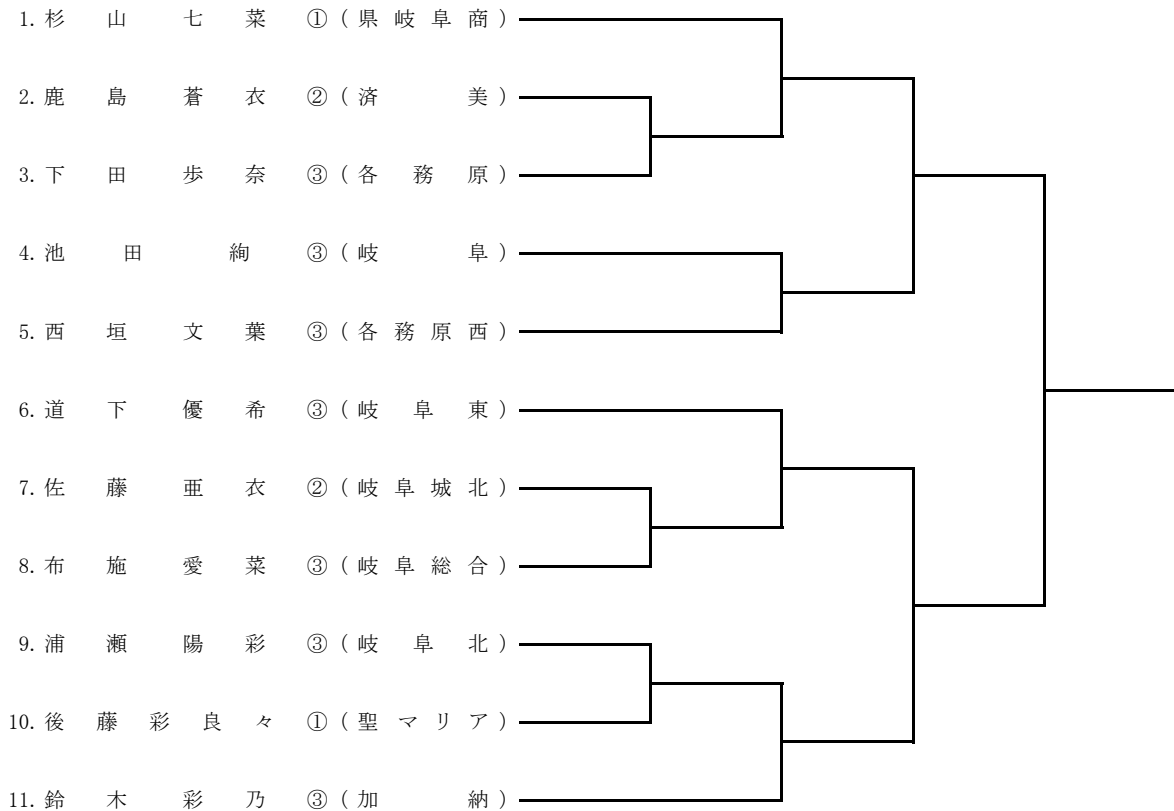 1. 杉山七菜 ① (県岐阜商)
2. 鹿島蒼衣 ② (済美)
3. 下田歩奈 ③ (各務原)
4. 池田絢 ③ (岐阜)
5. 西垣文葉 ③ (各務原西)
6. 道下優希 ③ (岐阜東)
7. 佐藤亜衣 ② (岐阜城北)
8. 布施愛菜 ③ (岐阜総合)
9. 浦瀬陽彩 ③ (岐阜北)
10. 後藤彩良々 ① (聖マリア)
11. 鈴木彩乃 ③ (加納)